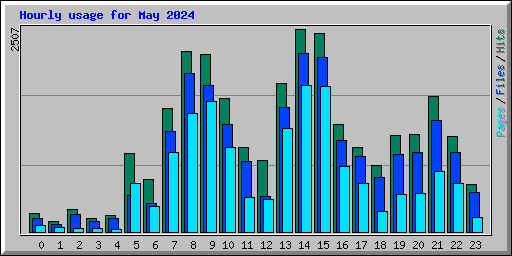 Hourly usage for May 2024
2507
Pages / Files / Hits
0 1 2 3 4 5 6 7 8 9 10 11 12 13 14 15 16 17 18 19 20 21 22 23